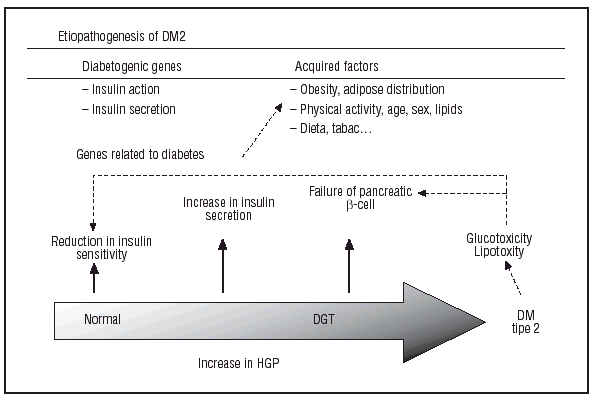 Etiopathogenesis of DM2
Diabetogenic genes
Acquired factors
– Insulin action
– Insulin secretion
– Obesity, adipose distribution
– Physical activity, age, sex, lipids
– Dieta, tabac…
Genes related to diabetes
Reduction in insulin
sensitivity
Increase in insulin
secretion
Failure of pancreatic
β-cell
Glucotoxicity
Lipotoxity
Normal
DGT
DM
tipe 2
Increase in HGP